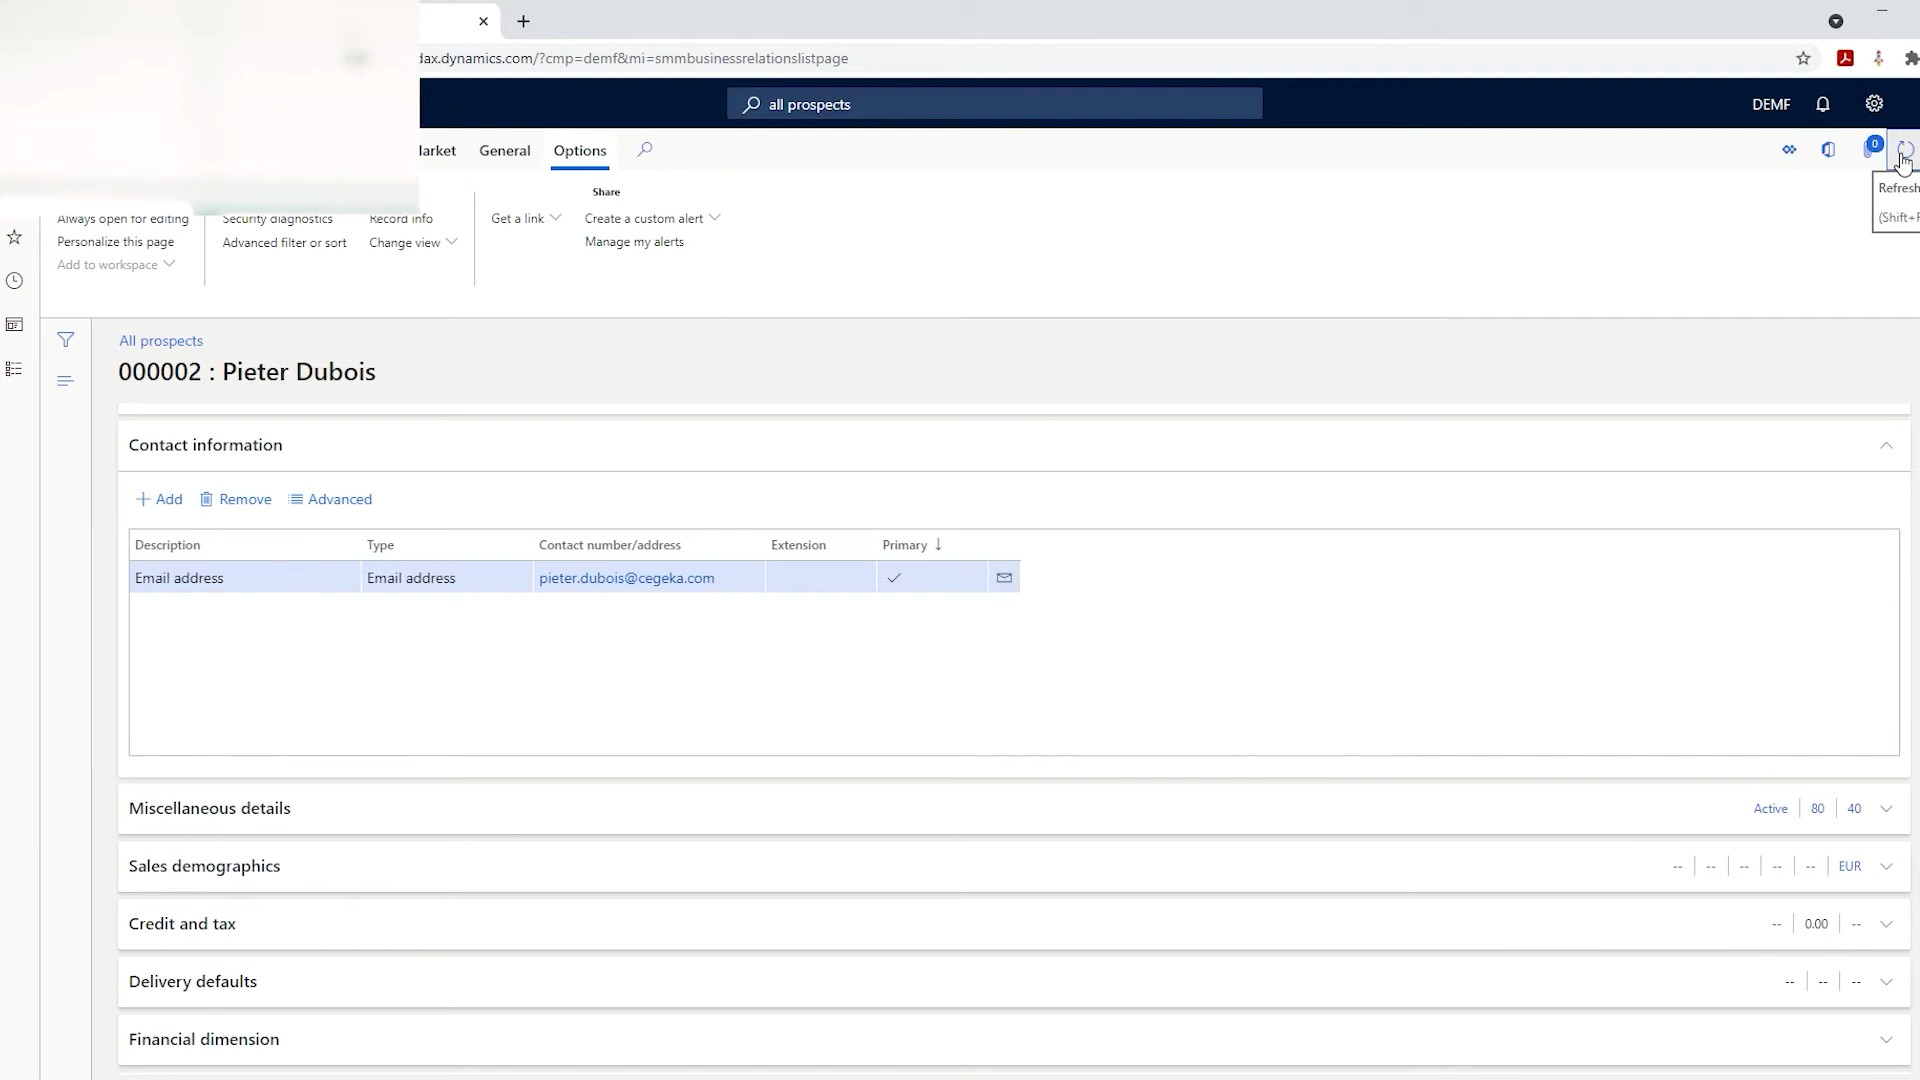 dax.dynamics.com/?cmp=demf&mi=smmbusinessrelationslistpage
all prospects
DEMF
General
Options
0
Refresh
Share
Always open for editing
Security diagnostics
Record info
Get a link
Create a custom alert
Personalize this page
Advanced filter or sort
Change view
Manage my alerts
Add to workspace
All prospects
000002 : Pieter Dubois
Contact information
Add Remove Advanced
Description Type Contact number/address Extension Primary
Email address Email address pieter.dubois@cegeka.com
Miscellaneous details Active 80 40
Sales demographics -- -- -- -- -- EUR
Credit and tax -- 0.00 --
Delivery defaults -- -- --
Financial dimension